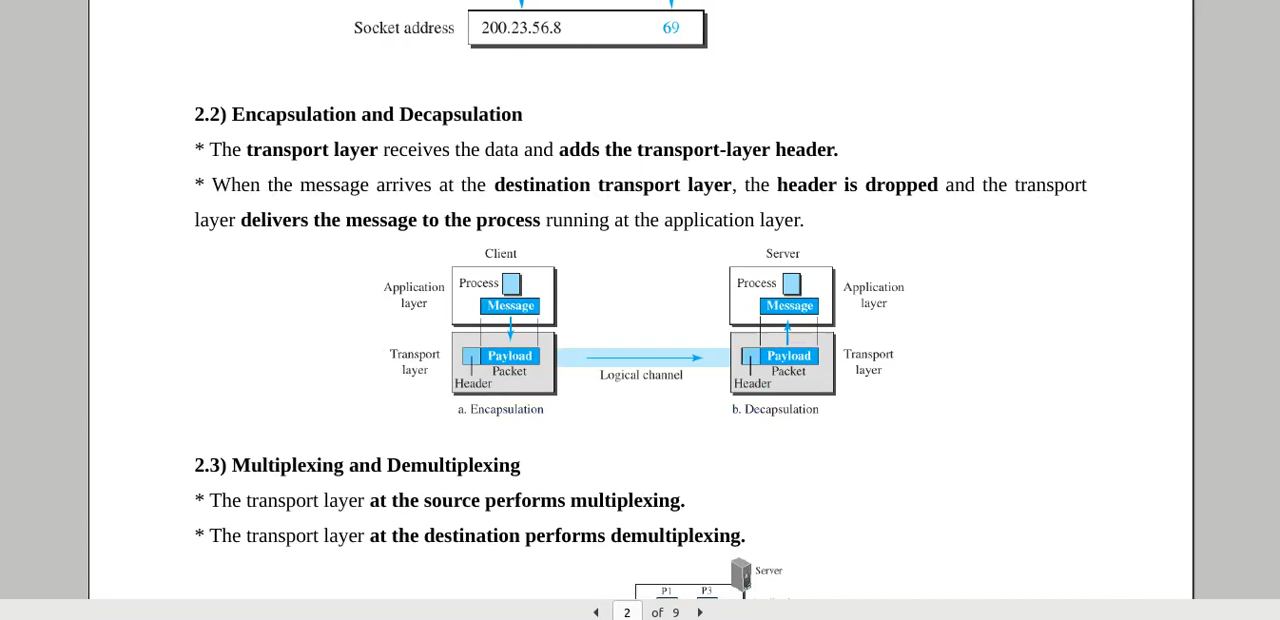 Socket address 200.23.56.8 69
2.2) Encapsulation and Decapsulation
* The transport layer receives the data and adds the transport-layer header.
* When the message arrives at the destination transport layer, the header is dropped and the transport
layer delivers the message to the process running at the application layer.
Client Server
Process Process
Application layer Application layer
Message Message
Transport layer Transport layer
Payload Payload
Packet Packet
Logical channel
Header Header
a. Encapsulation b. Decapsulation
2.3) Multiplexing and Demultiplexing
* The transport layer at the source performs multiplexing.
* The transport layer at the destination performs demultiplexing.
Server
P1 P3
2 of 9